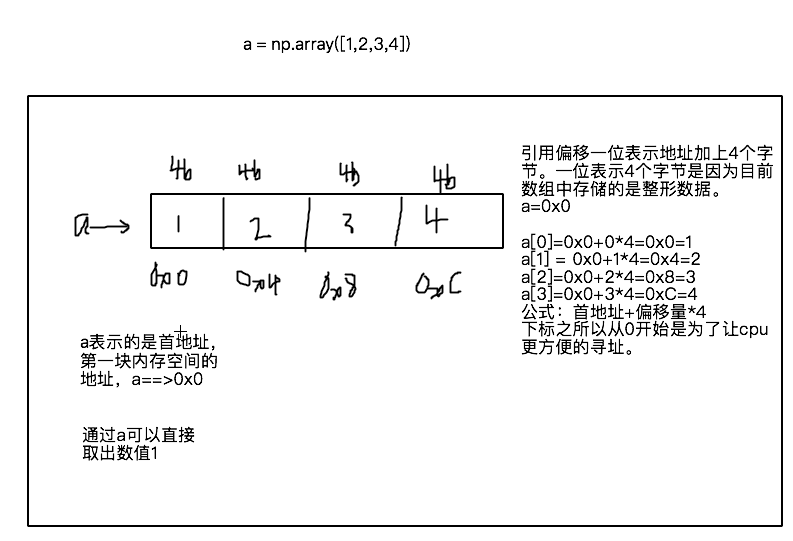 a = np.array([1,2,3,4])
4b 4b 4b 4b
a
1 2 3 4
0x0 0x4 0x8 0xC
a表示的是首地址，
第一块内存空间的
地址，a==>0x0
通过a可以直接
取出数值1
引用偏移一位表示地址加上4个字
节。一位表示4个字节是因为目前
数组中存储的是整形数据。
a=0x0
a[0]=0x0+0*4=0x0=1
a[1] = 0x0+1*4=0x4=2
a[2]=0x0+2*4=0x8=3
a[3]=0x0+3*4=0xC=4
公式：首地址+偏移量*4
下标之所以从0开始是为了让cpu
更方便的寻址。